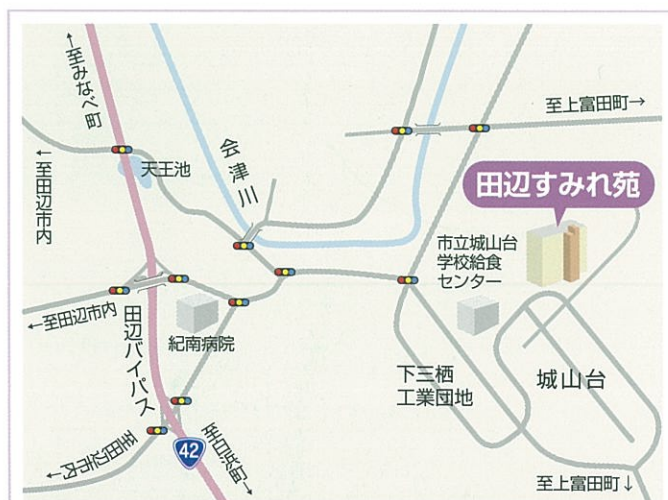 ←至みなべ町
←至田辺市内
天王池
会津川
至上富田町→
田辺すみれ苑
市立城山台
学校給食
センター
←至田辺市内
田辺バイパス
紀南病院
下三栖
工業団地
城山台
←至田辺市内
42
至白浜町→
至上富田町↓